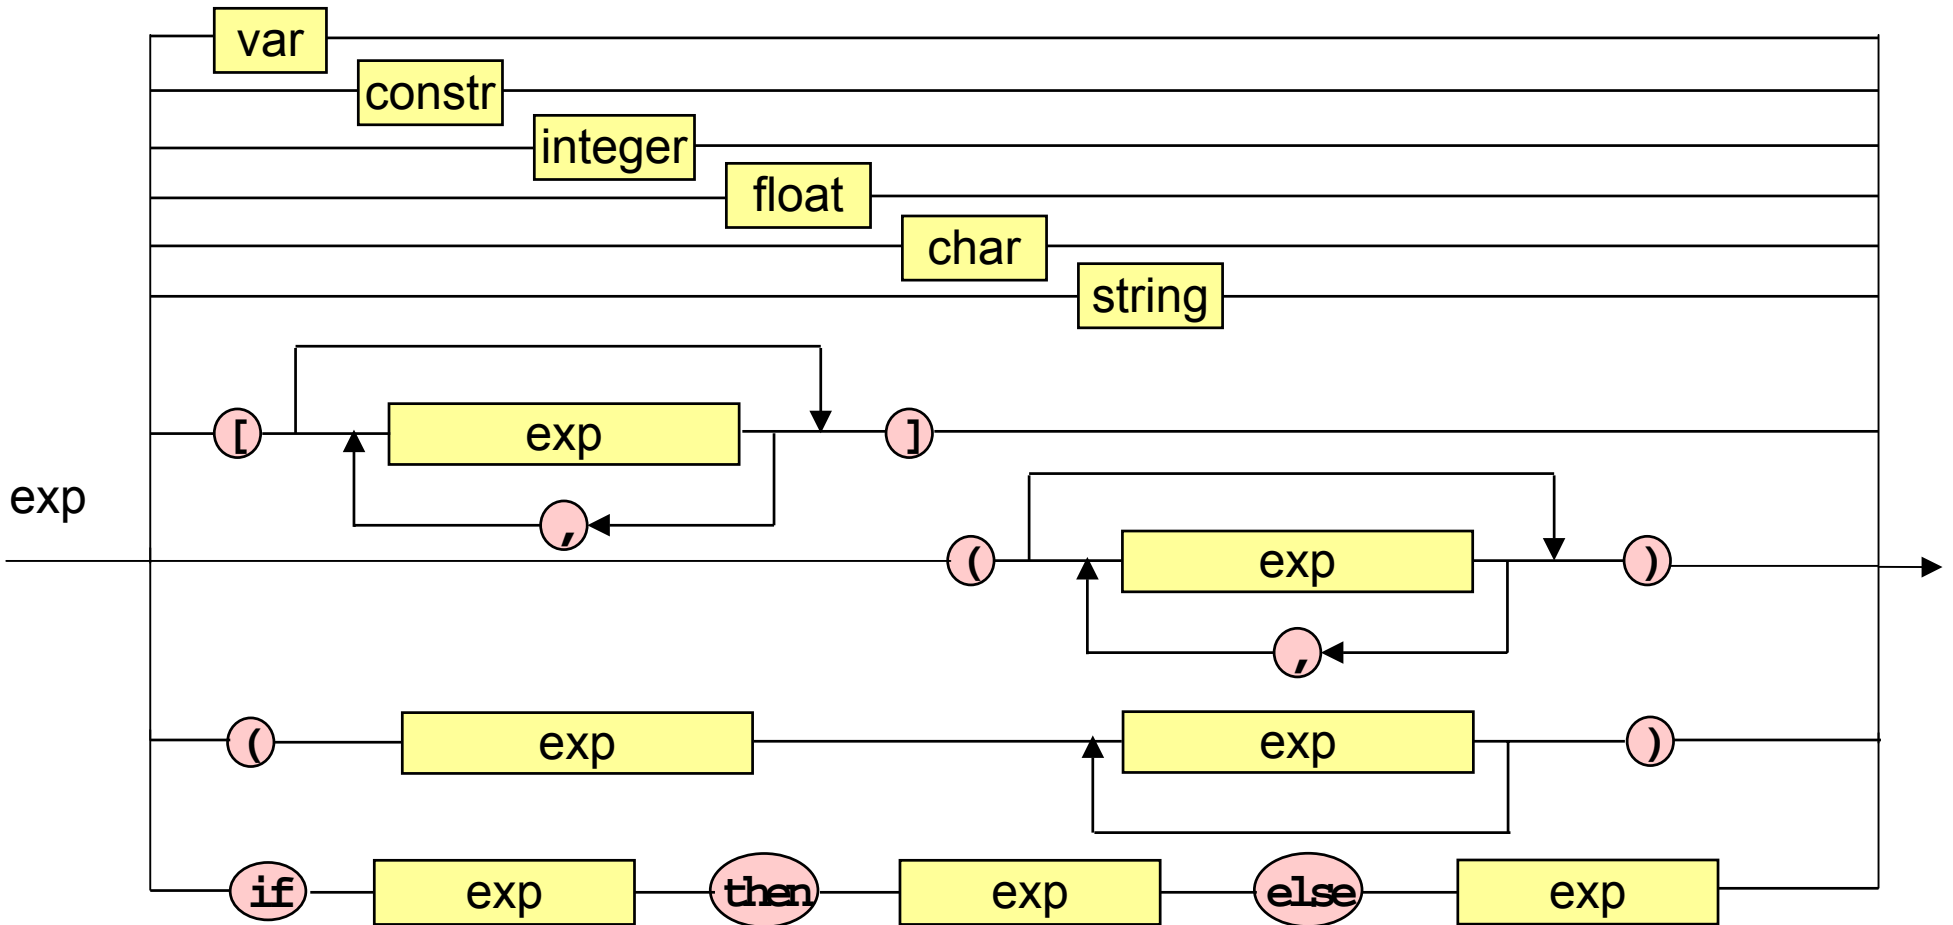 var
constr
integer
float
char
string
[ exp ]
exp
,
( exp )
,
( exp exp )
if exp then exp else exp